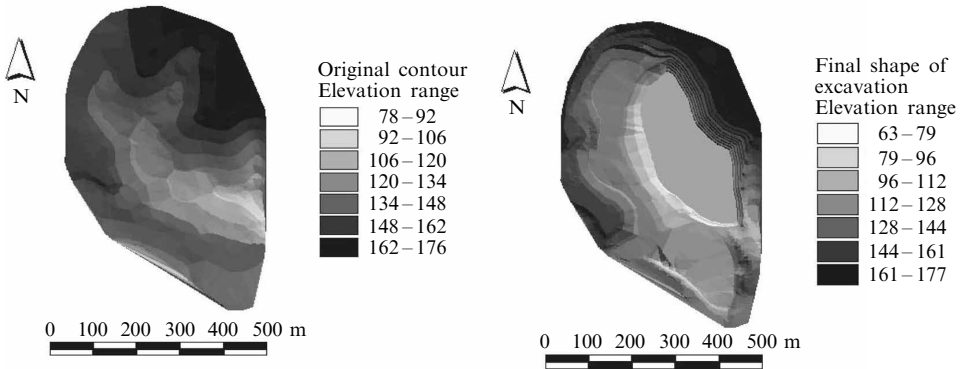 N
Original contour
Elevation range
78 – 92
92 – 106
106 – 120
120 – 134
134 – 148
148 – 162
162 – 176
0 100 200 300 400 500 m
N
Final shape of
excavation
Elevation range
63 – 79
79 – 96
96 – 112
112 – 128
128 – 144
144 – 161
161 – 177
0 100 200 300 400 500 m